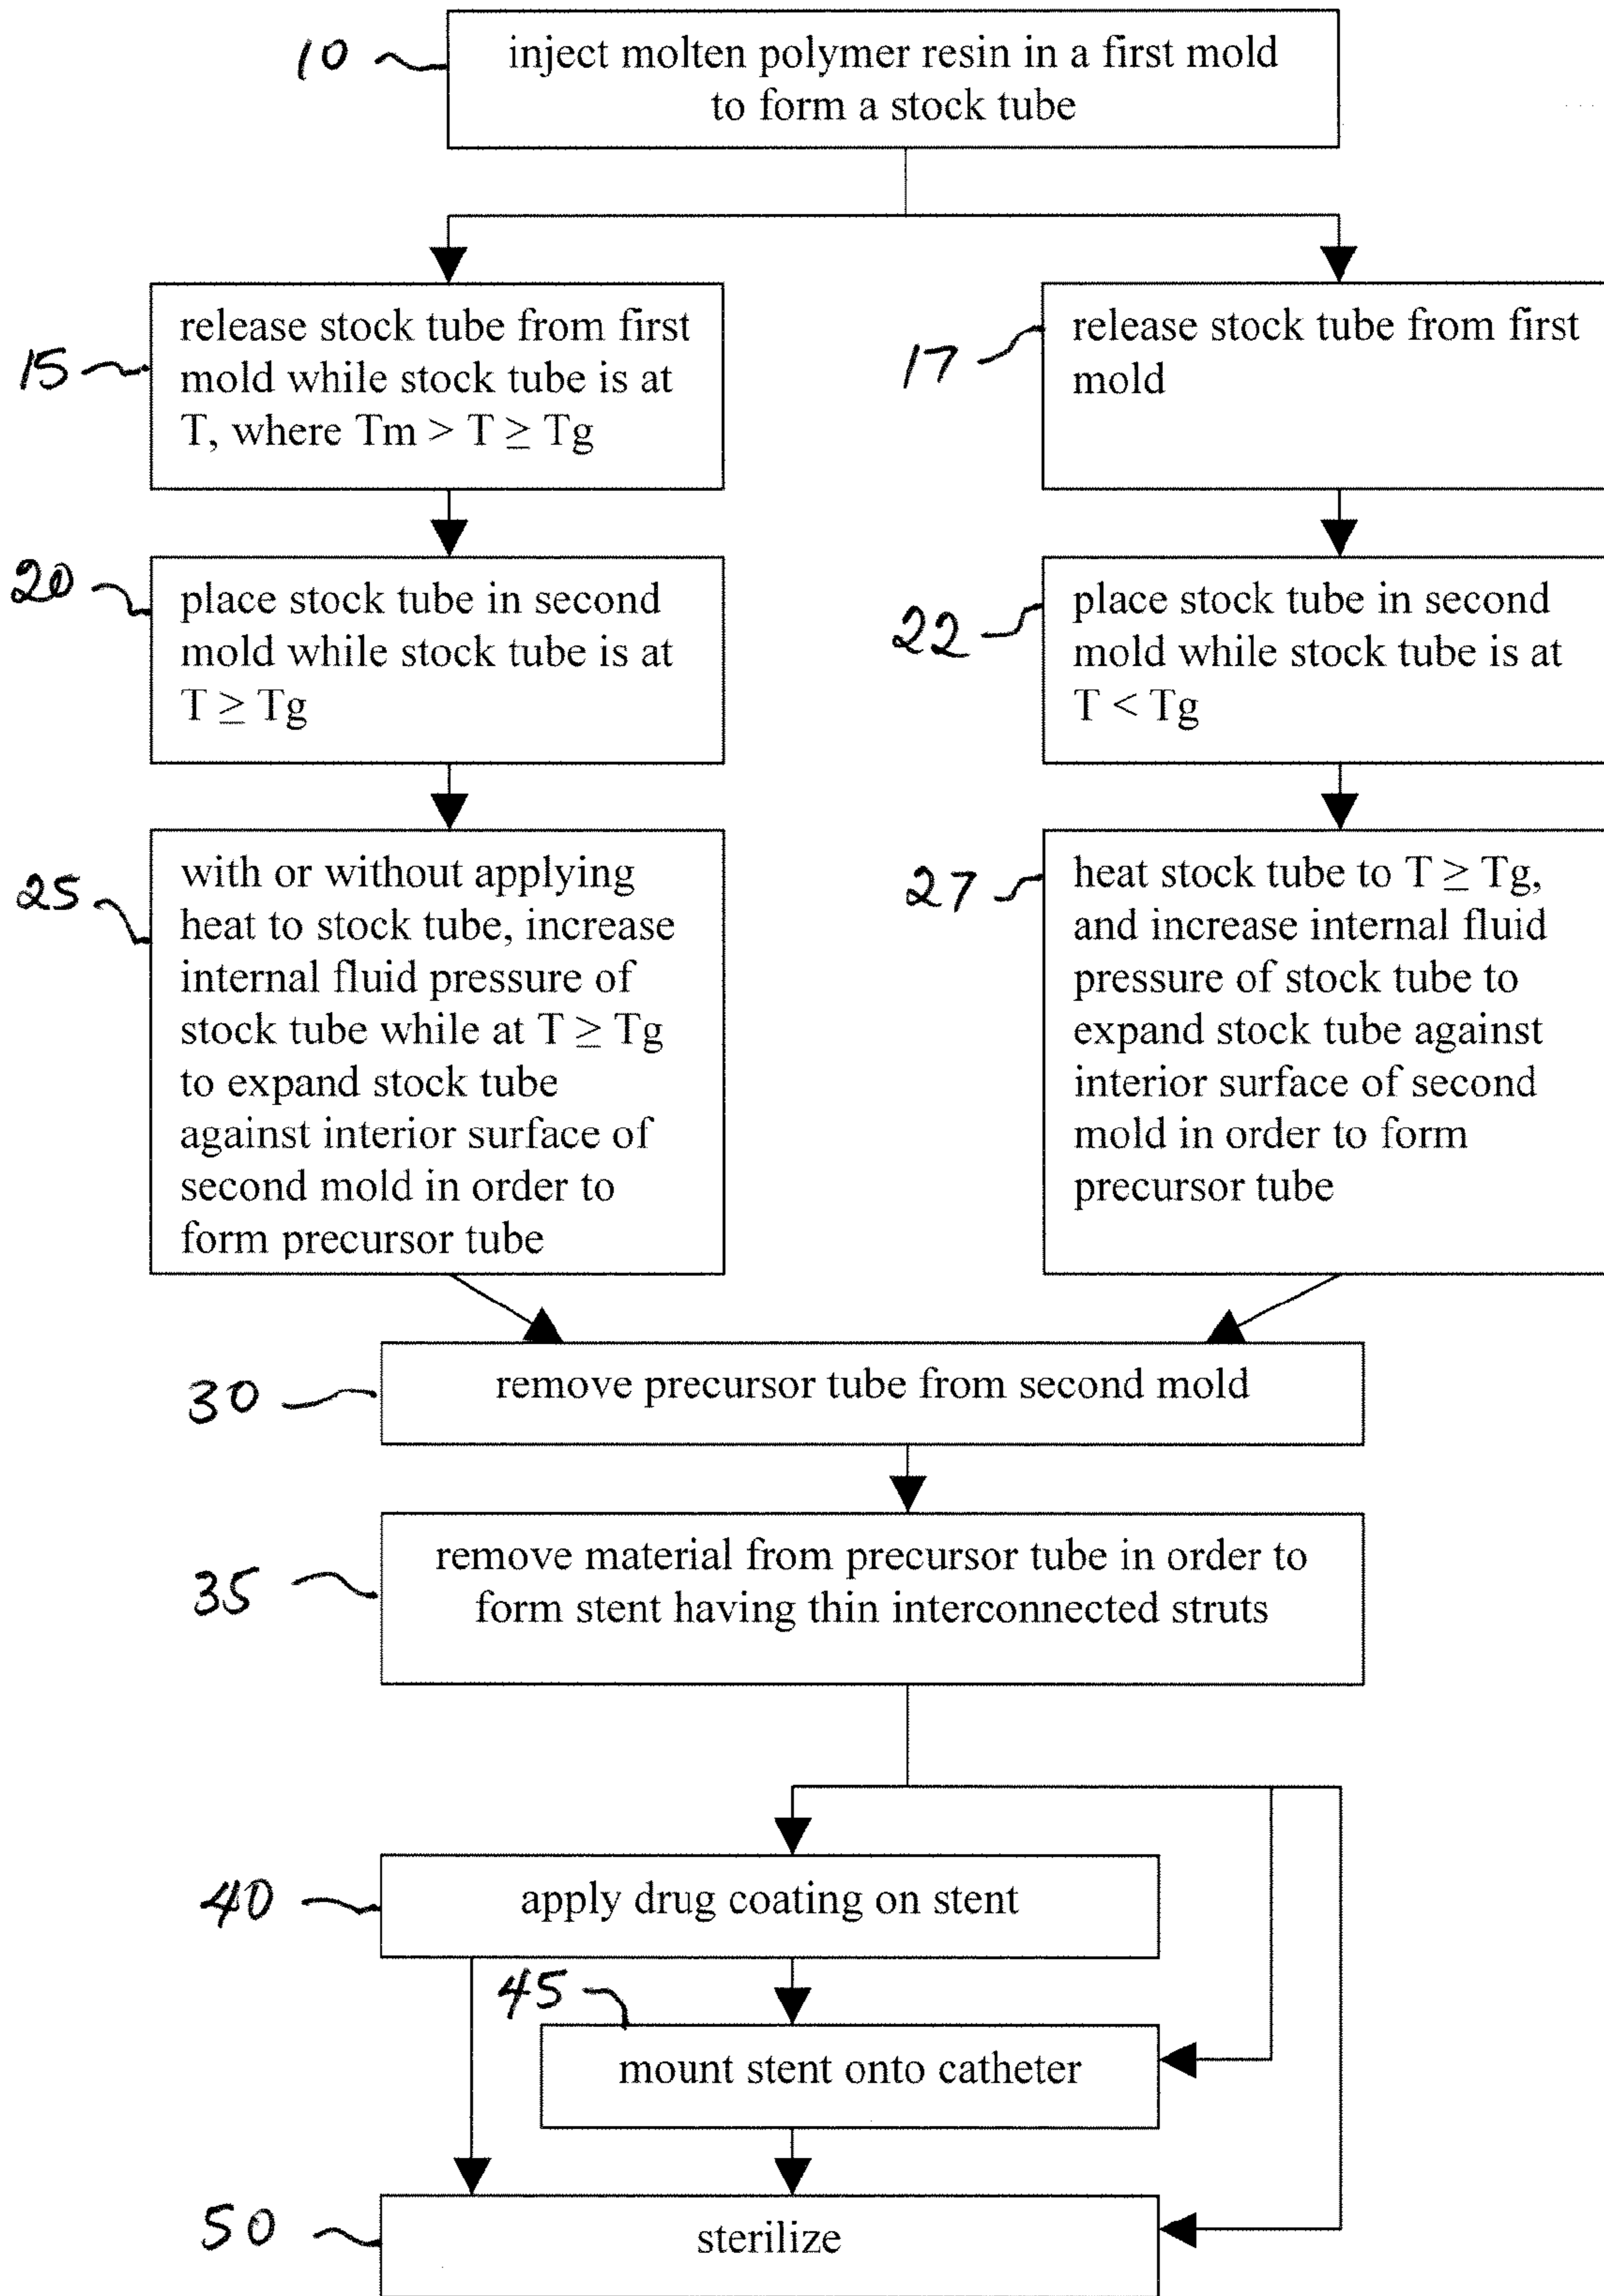 10
inject molten polymer resin in a first mold
to form a stock tube
15
release stock tube from first
mold while stock tube is at
T, where Tm > T ≥ Tg
17
release stock tube from first
mold
20
place stock tube in second
mold while stock tube is at
T ≥ Tg
22
place stock tube in second
mold while stock tube is at
T < Tg
25
with or without applying
heat to stock tube, increase
internal fluid pressure of
stock tube while at T ≥ Tg
to expand stock tube
against interior surface of
second mold in order to
form precursor tube
27
heat stock tube to T ≥ Tg,
and increase internal fluid
pressure of stock tube to
expand stock tube against
interior surface of second
mold in order to form
precursor tube
30
remove precursor tube from second mold
35
remove material from precursor tube in order to
form stent having thin interconnected struts
40
apply drug coating on stent
45
mount stent onto catheter
50
sterilize